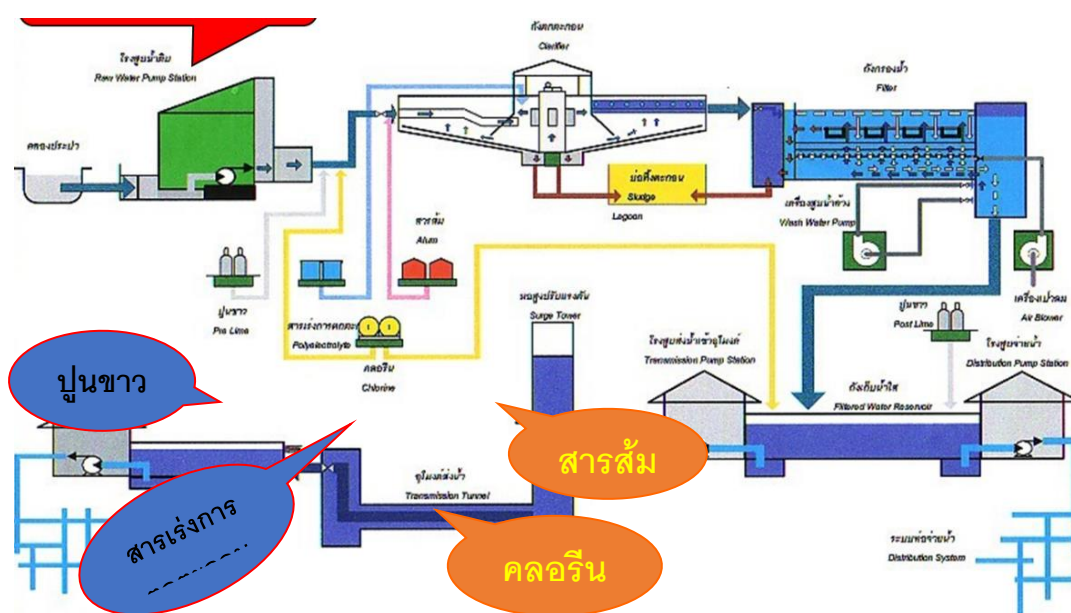 ถังตกตะกอน
Clarifier
โรงสูบน้ำดิบ
Raw Water Pump Station
ถังกรองน้ำ
Filter
คลองประปา
บ่อทิ้งตะกอน
Sludge
Lagoon
เครื่องสูบน้ำล้าง
Wash Water Pump
สารส้ม
Alum
ปูนขาว
Pre Lime
สารเร่งการตกตะ
Polyelectrolyte
คลอรีน
Chlorine
หอสูงปรับแรงดัน
Surge Tower
โรงสูบส่งน้ำเข้าอุโมงค์
Transmission Pump Station
ปูนขาว
Post Lime
เครื่องเป่าลม
Air Blower
โรงสูบจ่ายน้ำ
Distribution Pump Station
ถังเก็บน้ำใส
Filtered Water Reservoir
ปูนขาว
สารส้ม
อุโมงค์ส่งน้ำ
Transmission Tunnel
สารเร่งการ
คลอรีน
ระบบท่อจ่ายน้ำ
Distribution System